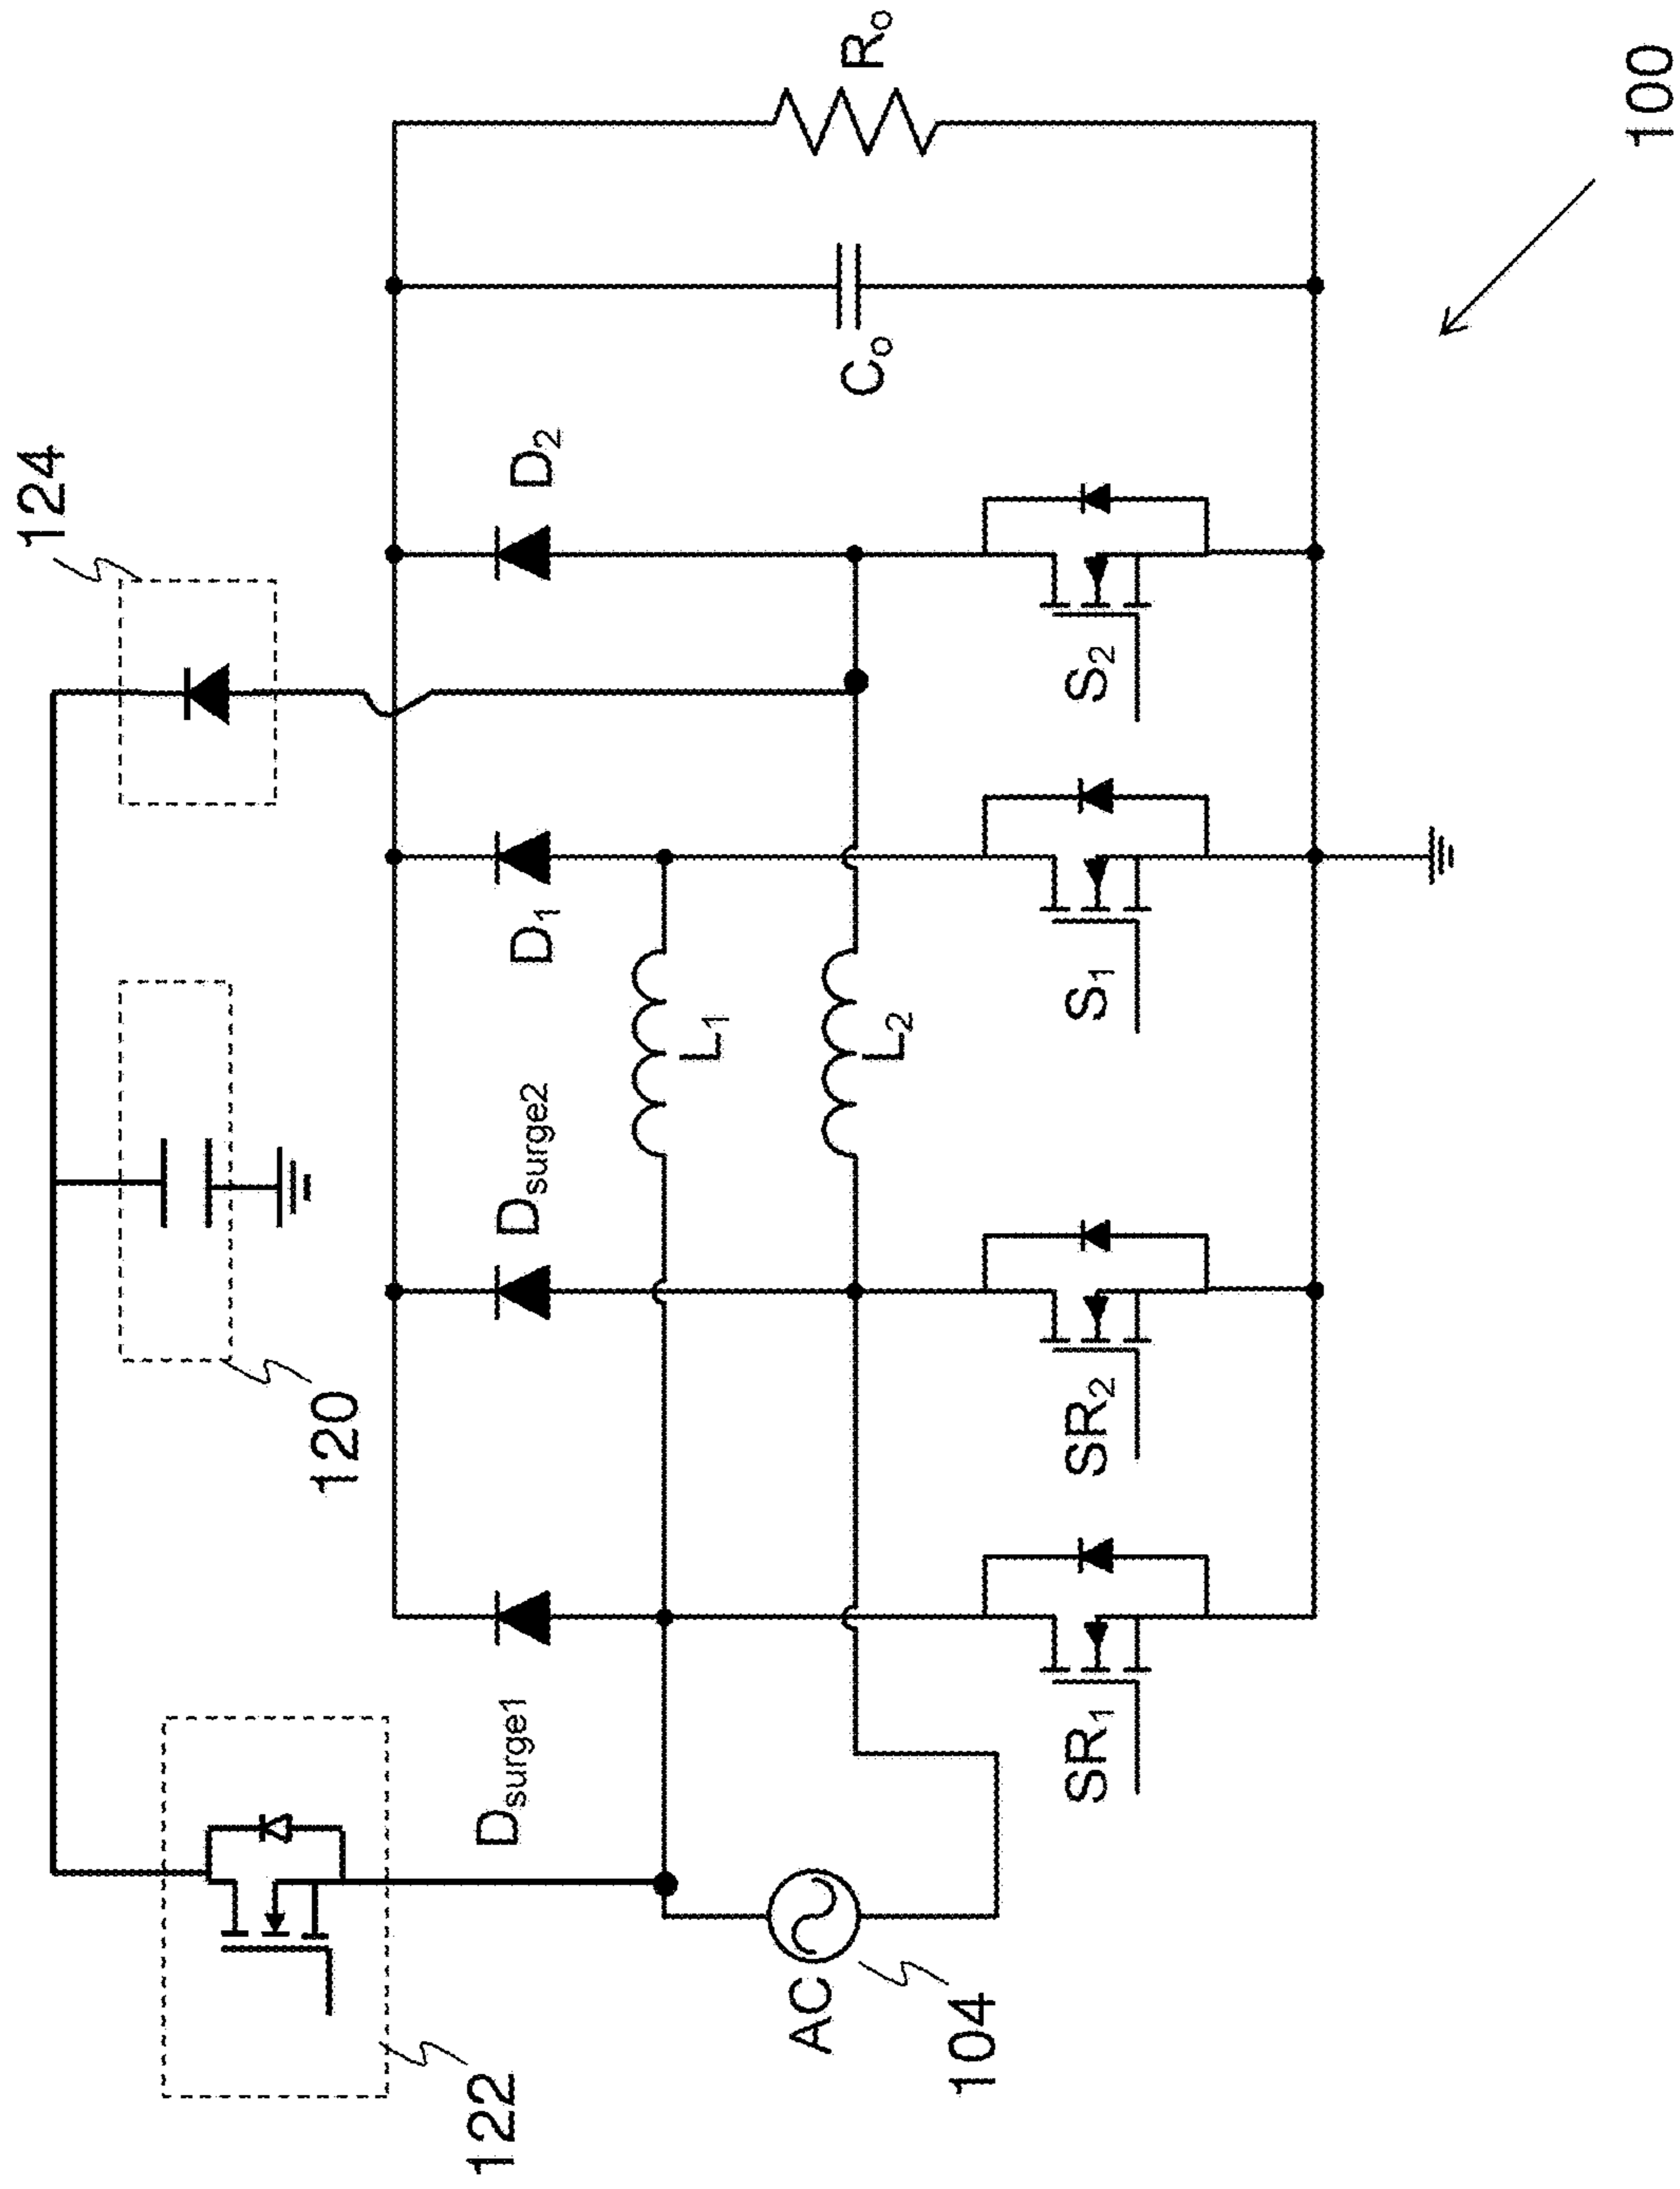 124
120
122
D₂
D₁
Dsurge2
Dsurge1
L₁
L₂
Cₒ
Rₒ
S₂
S₁
SR₂
SR₁
AC
104
100